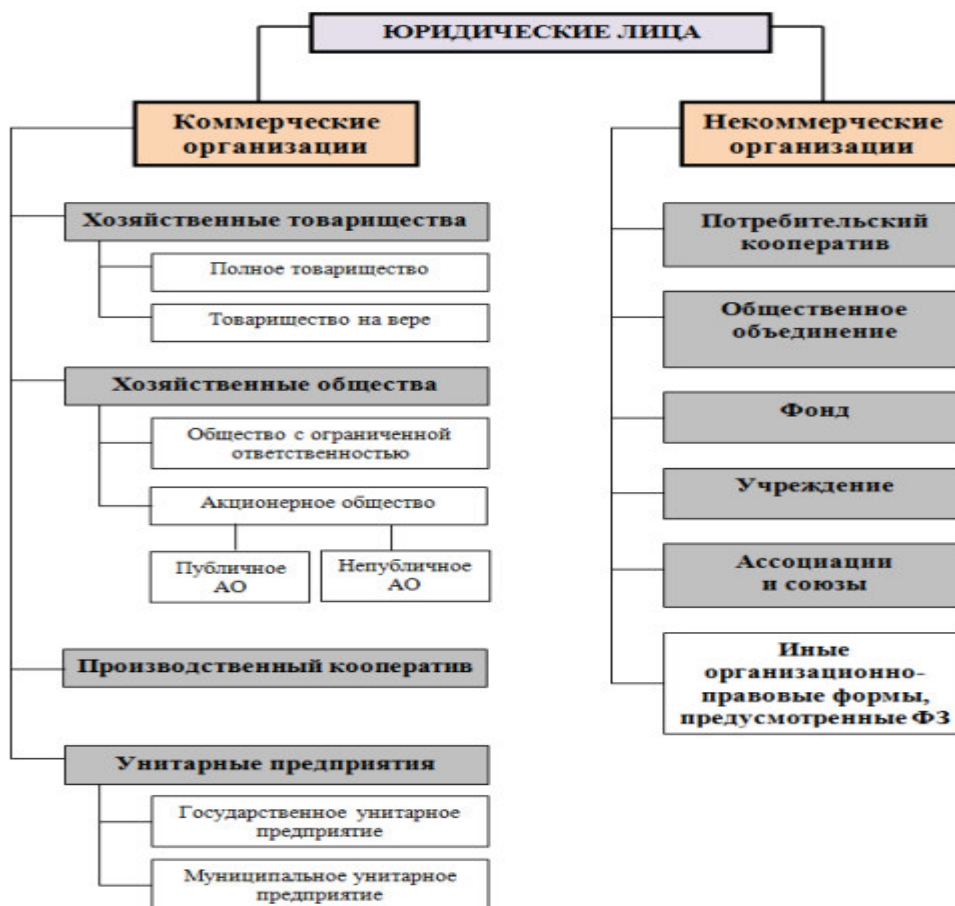 ЮРИДИЧЕСКИЕ ЛИЦА
Коммерческие
организации
Хозяйственные товарищества
Полное товарищество
Товарищество на вере
Хозяйственные общества
Общество с ограниченной
ответственностью
Акционерное общество
Публичное
АО
Непубличное
АО
Производственный кооператив
Унитарные предприятия
Государственное унитарное
предприятие
Муниципальное унитарное
предприятие
Некоммерческие
организации
Потребительский
кооператив
Общественное
объединение
Фонд
Учреждение
Ассоциации
и союзы
Иные
организационно-
правовые формы,
предусмотренные ФЗ